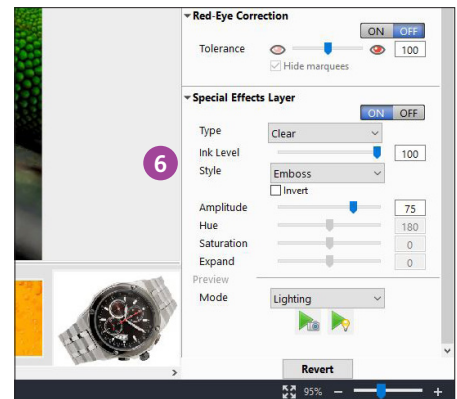 Red-Eye Correction
ON OFF
Tolerance 100
Hide marquees
Special Effects Layer
ON OFF
Type Clear
6
Ink Level 100
Style Emboss
Invert
Amplitude 75
Hue 180
Saturation 0
Expand 0
Preview
Mode Lighting
Revert
95% − +